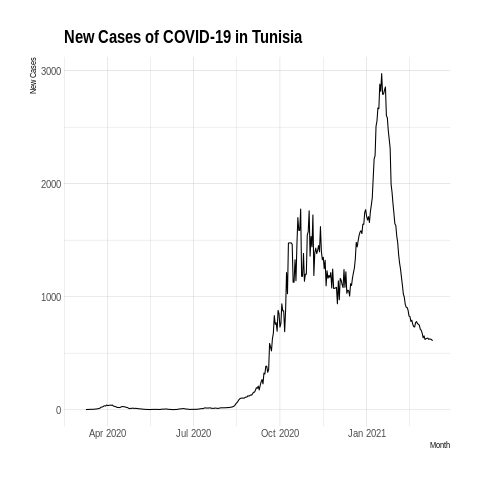 New Cases of COVID-19 in Tunisia
New Cases
3000
2000
1000
0
Apr 2020
Jul 2020
Oct 2020
Jan 2021
Month